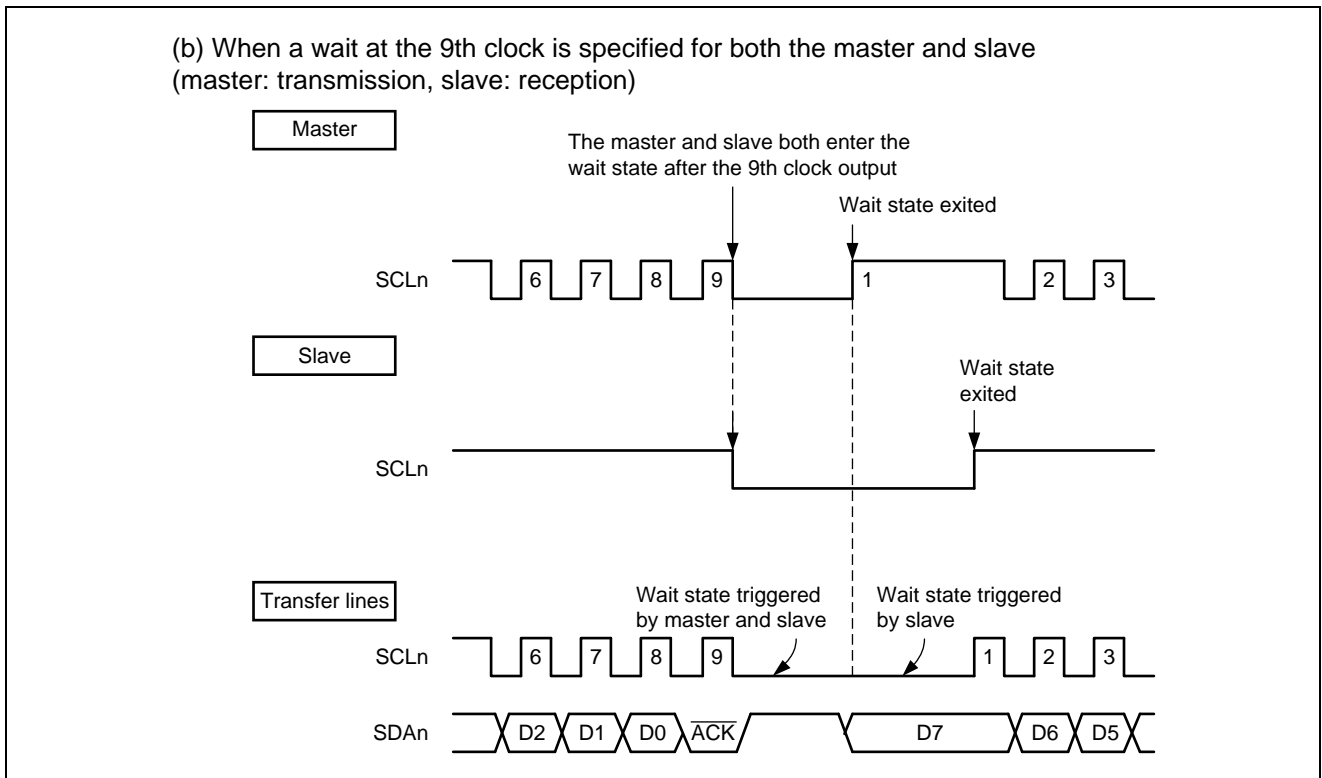 (b) When a wait at the 9th clock is specified for both the master and slave
(master: transmission, slave: reception)
Master
The master and slave both enter the
wait state after the 9th clock output
Wait state exited
SCLn 6 7 8 9 1 2 3
Slave
Wait state
exited
SCLn
Transfer lines
Wait state triggered
by master and slave
Wait state triggered
by slave
SCLn 6 7 8 9 1 2 3
SDAn D2 D1 D0 ACK D7 D6 D5